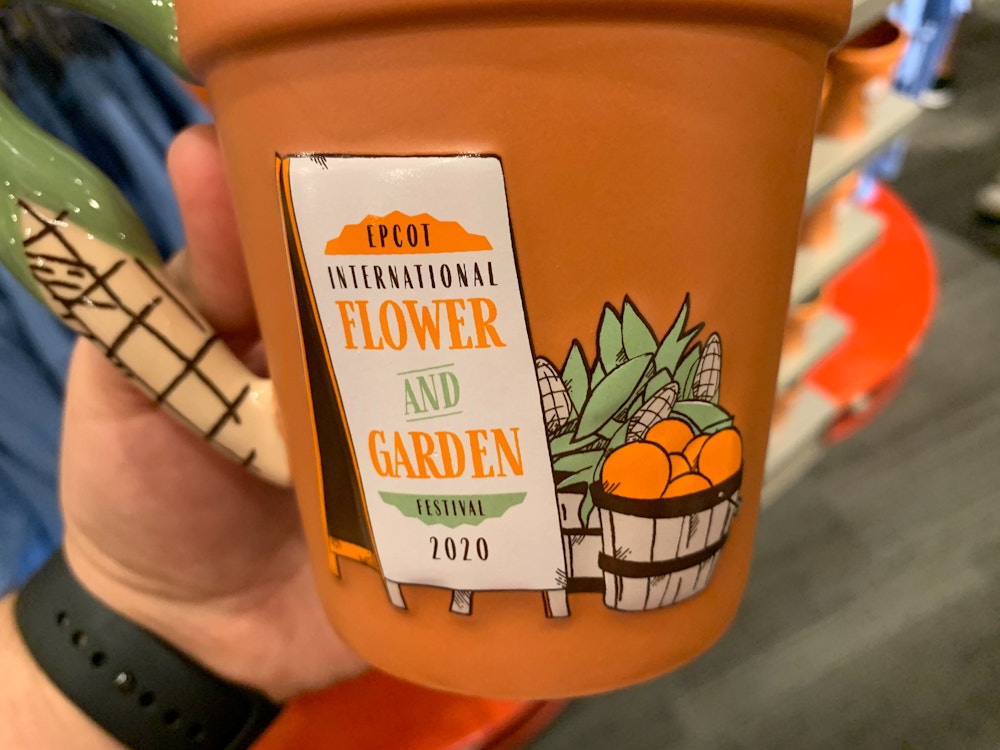 EPCOT
INTERNATIONAL
FLOWER
AND
GARDEN
FESTIVAL
2020